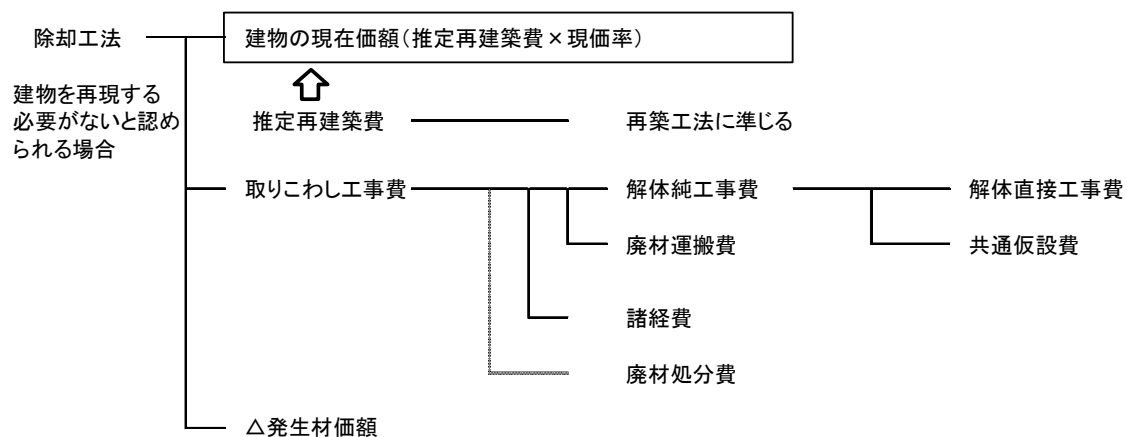 除却工法
建物の現在価額(推定再建築費×現価率)
建物を再現する
必要がないと認め
られる場合
推定再建築費
再築工法に準じる
取りこわし工事費
解体純工事費
解体直接工事費
廃材運搬費
共通仮設費
諸経費
廃材処分費
△発生材価額